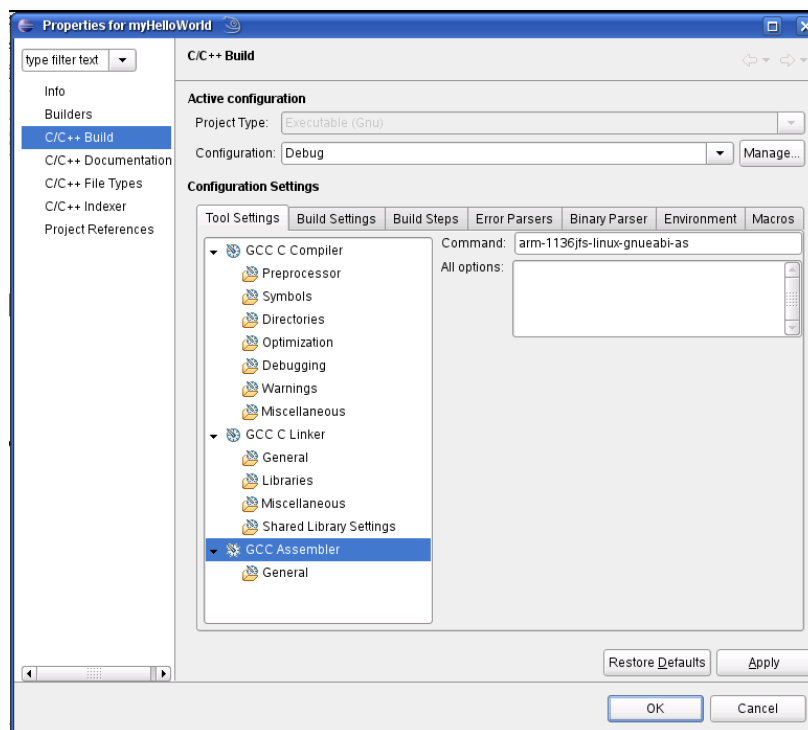 Properties for myHelloWorld
type filter text
Info
Builders
C/C++ Build
C/C++ Documentation
C/C++ File Types
C/C++ Indexer
Project References
C/C++ Build
Active configuration
Project Type: Executable (Gnu)
Configuration: Debug Manage...
Configuration Settings
Tool Settings Build Settings Build Steps Error Parsers Binary Parser Environment Macros
GCC C Compiler
Preprocessor
Symbols
Directories
Optimization
Debugging
Warnings
Miscellaneous
GCC C Linker
General
Libraries
Miscellaneous
Shared Library Settings
GCC Assembler
General
Command: arm-1136jfs-linux-gnueabi-as
All options:
Restore Defaults Apply
OK Cancel